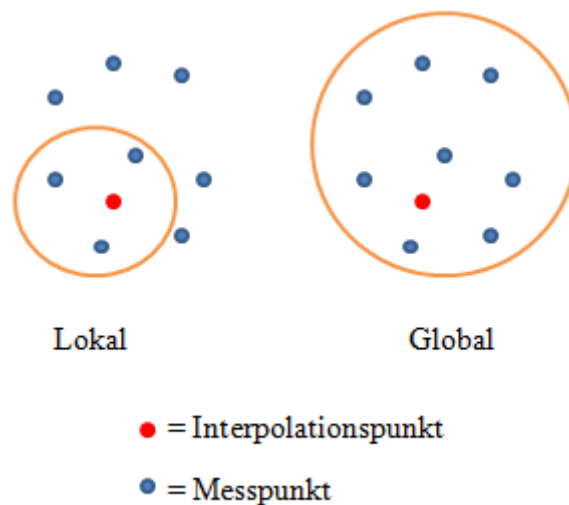 Lokal
Global
= Interpolationspunkt
= Messpunkt